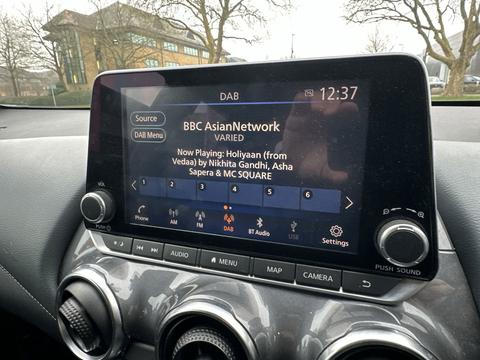 DAB
12:37
Source
DAB Menu
BBC AsianNetwork
VARIED
Now Playing: Holiyaan (from
Vedaa) by Nikhita Gandhi, Asha
Sapera & MC SQUARE
1 2 3 4 5 6
Phone AM FM DAB BT Audio USB Settings
VOL
PUSH ⏻
AUDIO MENU MAP CAMERA
PUSH SOUND